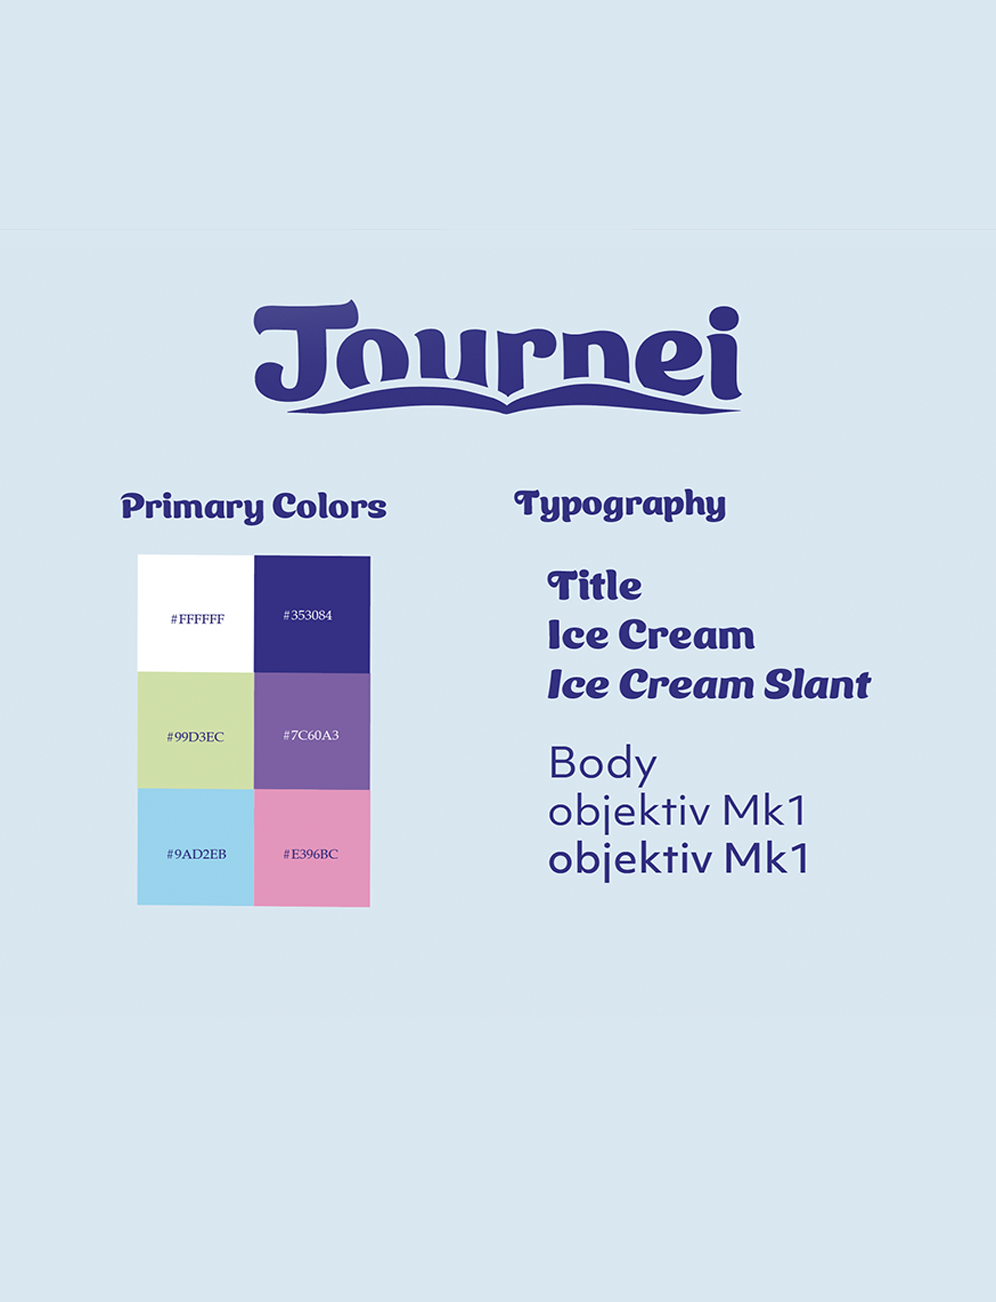 Journei
Primary Colors
#FFFFFF
#353084
#99D3EC
#7C60A3
#9AD2EB
#E396BC
Typography
Title
Ice Cream
Ice Cream Slant
Body
objektiv Mk1
objektiv Mk1